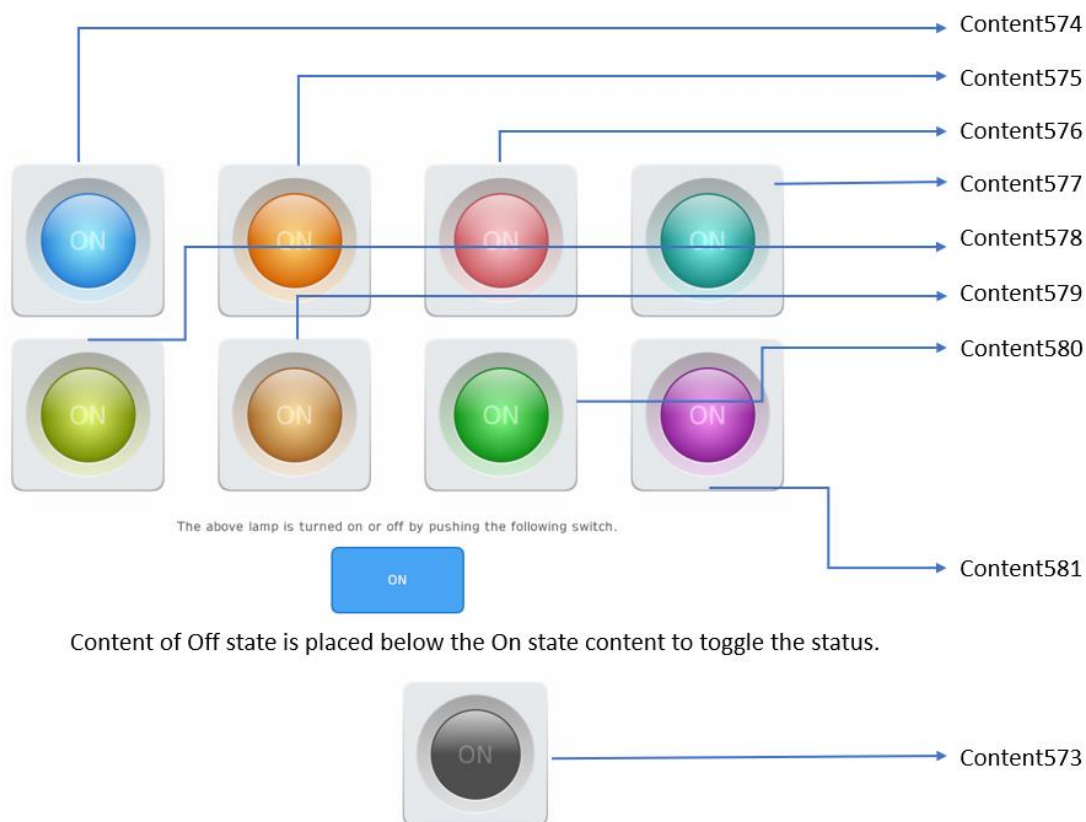 Content574
Content575
Content576
Content577
ON ON ON ON
Content578
Content579
Content580
ON ON ON ON
The above lamp is turned on or off by pushing the following switch.
ON
Content581
Content of Off state is placed below the On state content to toggle the status.
ON
Content573